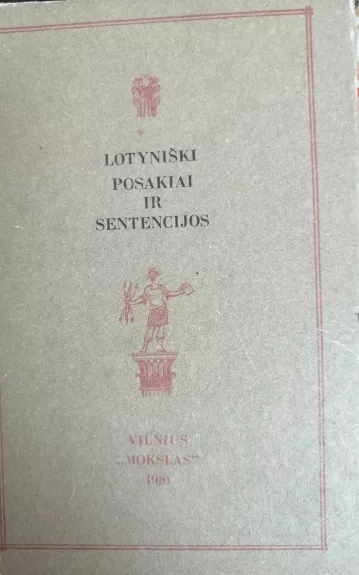 LOTYNIŠKI
POSAKIAI
IR
SENTENCIJOS
VILNIUS
„MOKSLAS“